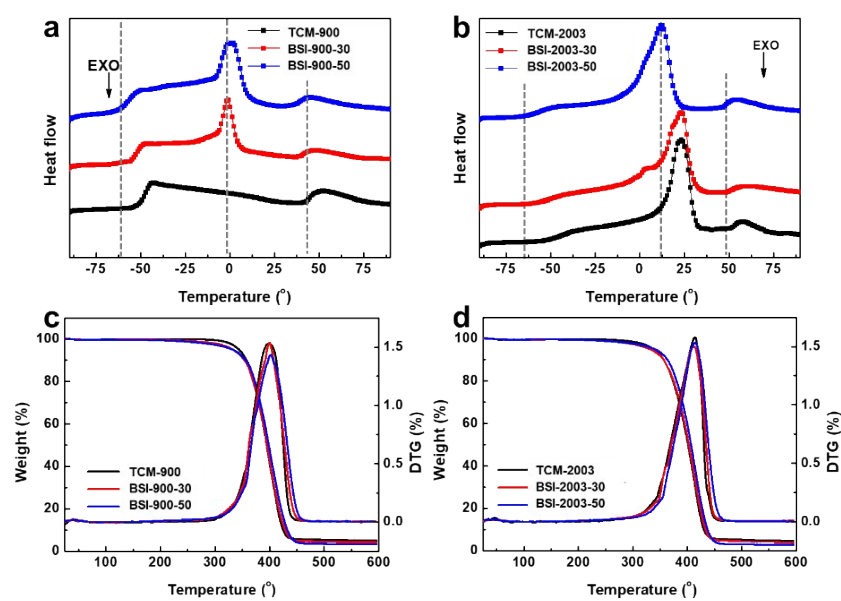 a
TCM-900
BSI-900-30
BSI-900-50
EXO
Heat flow
-75 -50 -25 0 25 50 75
Temperature (°)
b
TCM-2003
BSI-2003-30
BSI-2003-50
EXO
Heat flow
-75 -50 -25 0 25 50 75
Temperature (°)
c
100
80
60
40
20
0
Weight (%)
TCM-900
BSI-900-30
BSI-900-50
1.5
1.0
0.5
0.0
DTG (%)
100 200 300 400 500 600
Temperature (°)
d
100
80
60
40
20
0
Weight (%)
TCM-2003
BSI-2003-30
BSI-2003-50
1.5
1.0
0.5
0.0
DTG (%)
100 200 300 400 500 600
Temperature (°)